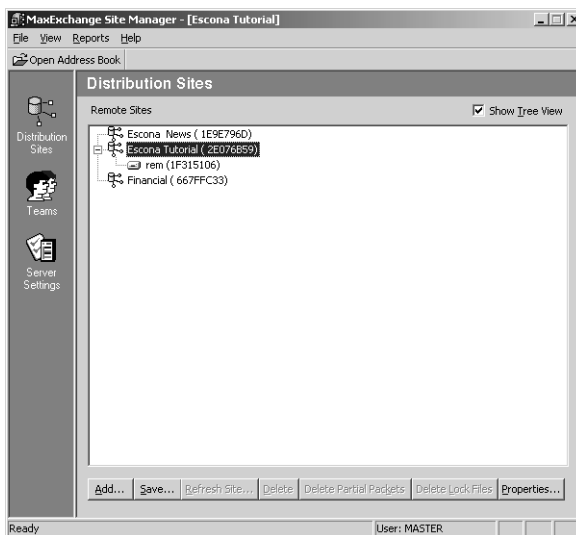 MaxExchange Site Manager - [Escona Tutorial]
File View Reports Help
Open Address Book
Distribution Sites
Remote Sites
Show Tree View
Distribution
Sites
Teams
Server
Settings
Escona News ( 1E9E796D)
Escona Tutorial ( 2E076B59)
rem (1F315106)
Financial ( 667FFC33)
Add... Save... Refresh Site... Delete Delete Partial Packets Delete Lock Files Properties...
Ready User: MASTER